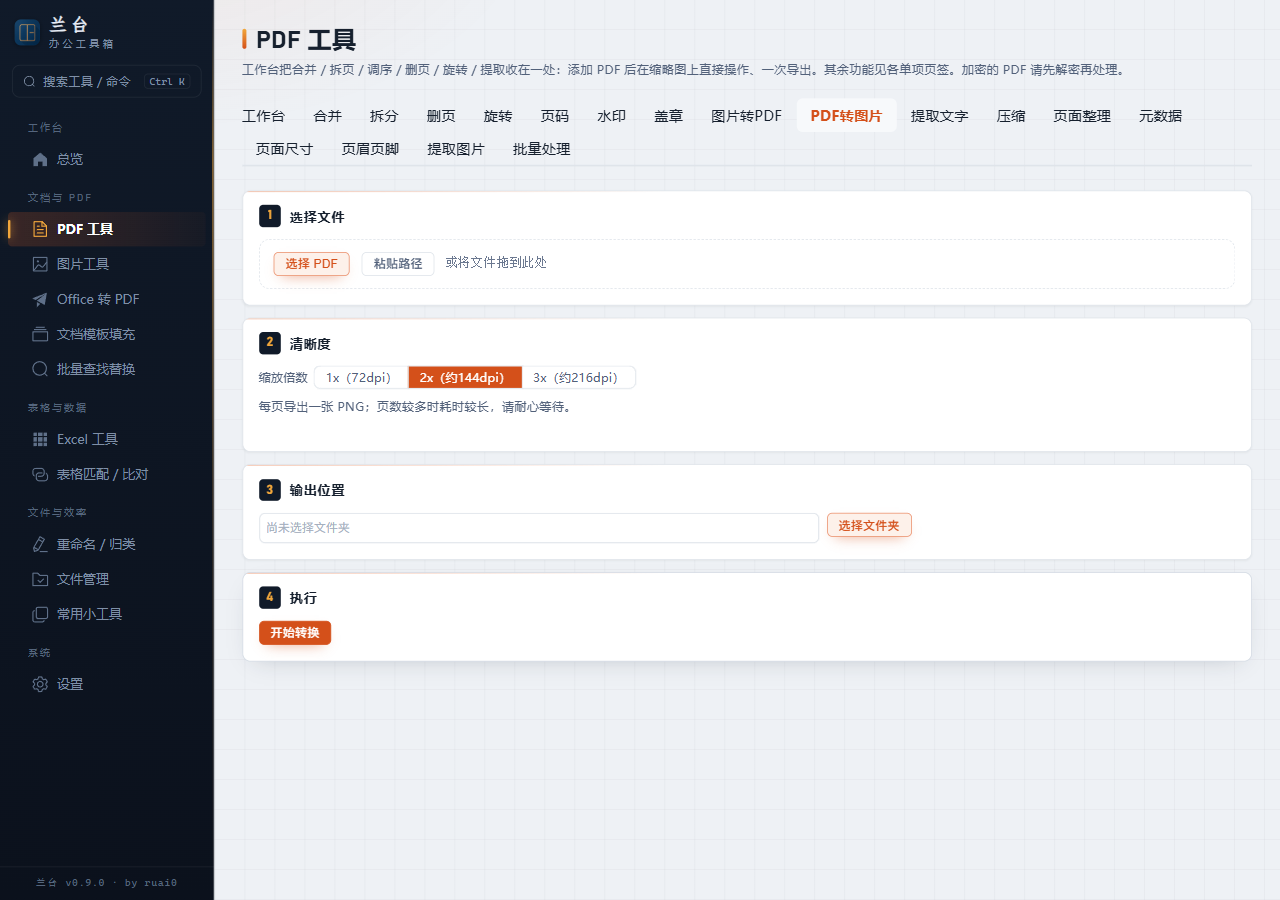 兰台
办公工具箱
搜索工具 / 命令 Ctrl K
工作台
总览
文档与 PDF
PDF 工具
图片工具
Office 转 PDF
文档模板填充
批量查找替换
表格与数据
Excel 工具
表格匹配 / 比对
文件与效率
重命名 / 归类
文件管理
常用小工具
系统
设置
兰台 v0.9.0 · by ruai0
PDF 工具
工作台把合并 / 拆页 / 调序 / 删页 / 旋转 / 提取收在一处：添加 PDF 后在缩略图上直接操作、一次导出。其余功能见各单项页签。加密的 PDF 请先解密再处理。
工作台 合并 拆分 删页 旋转 页码 水印 盖章 图片转PDF PDF转图片 提取文字 压缩 页面整理 元数据
页面尺寸 页眉页脚 提取图片 批量处理
1 选择文件
选择 PDF 粘贴路径 或将文件拖到此处
2 清晰度
缩放倍数 1x（72dpi） 2x（约144dpi） 3x（约216dpi）
每页导出一张 PNG；页数较多时耗时较长，请耐心等待。
3 输出位置
尚未选择文件夹 选择文件夹
4 执行
开始转换